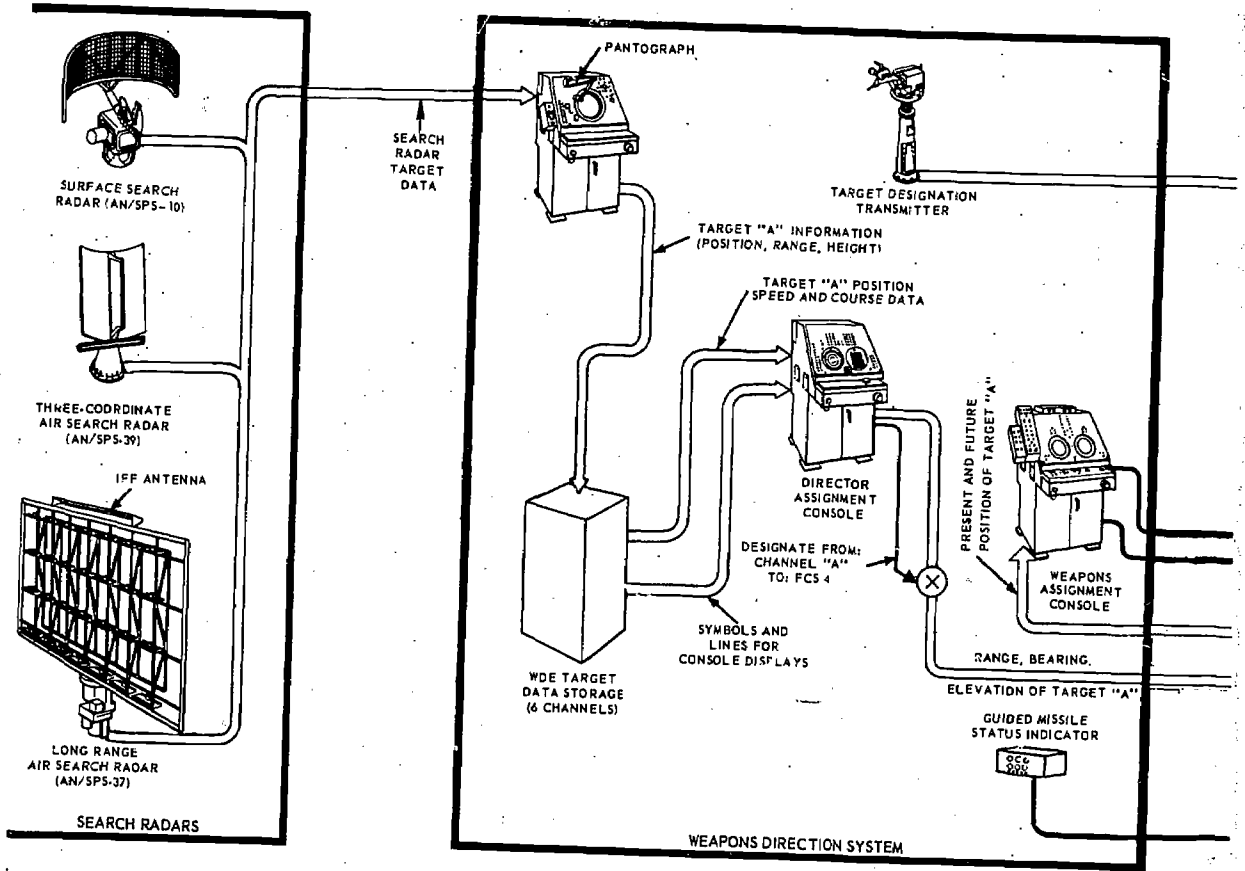 SURFACE SEARCH
RADAR (AN/SPS-10)
THREE-COORDINATE
AIR SEARCH RADAR
(AN/SPS-39)
IFF ANTENNA
LONG RANGE
AIR SEARCH RADAR
(AN/SPS-37)
SEARCH RADARS
SEARCH
RADAR
TARGET
DATA
PANTOGRAPH
TARGET DESIGNATION
TRANSMITTER
TARGET "A" INFORMATION
(POSITION, RANGE, HEIGHT)
TARGET "A" POSITION
SPEED AND COURSE DATA
DIRECTOR
ASSIGNMENT
CONSOLE
DESIGNATE FROM:
CHANNEL "A"
TO: FCS 4
SYMBOLS AND
LINES FOR
CONSOLE DISPLAYS
WDE TARGET
DATA STORAGE
(6 CHANNELS)
PRESENT AND FUTURE
POSITION OF TARGET "A"
WEAPONS
ASSIGNMENT
CONSOLE
RANGE, BEARING,
ELEVATION OF TARGET "A"
GUIDED MISSILE
STATUS INDICATOR
WEAPONS DIRECTION SYSTEM